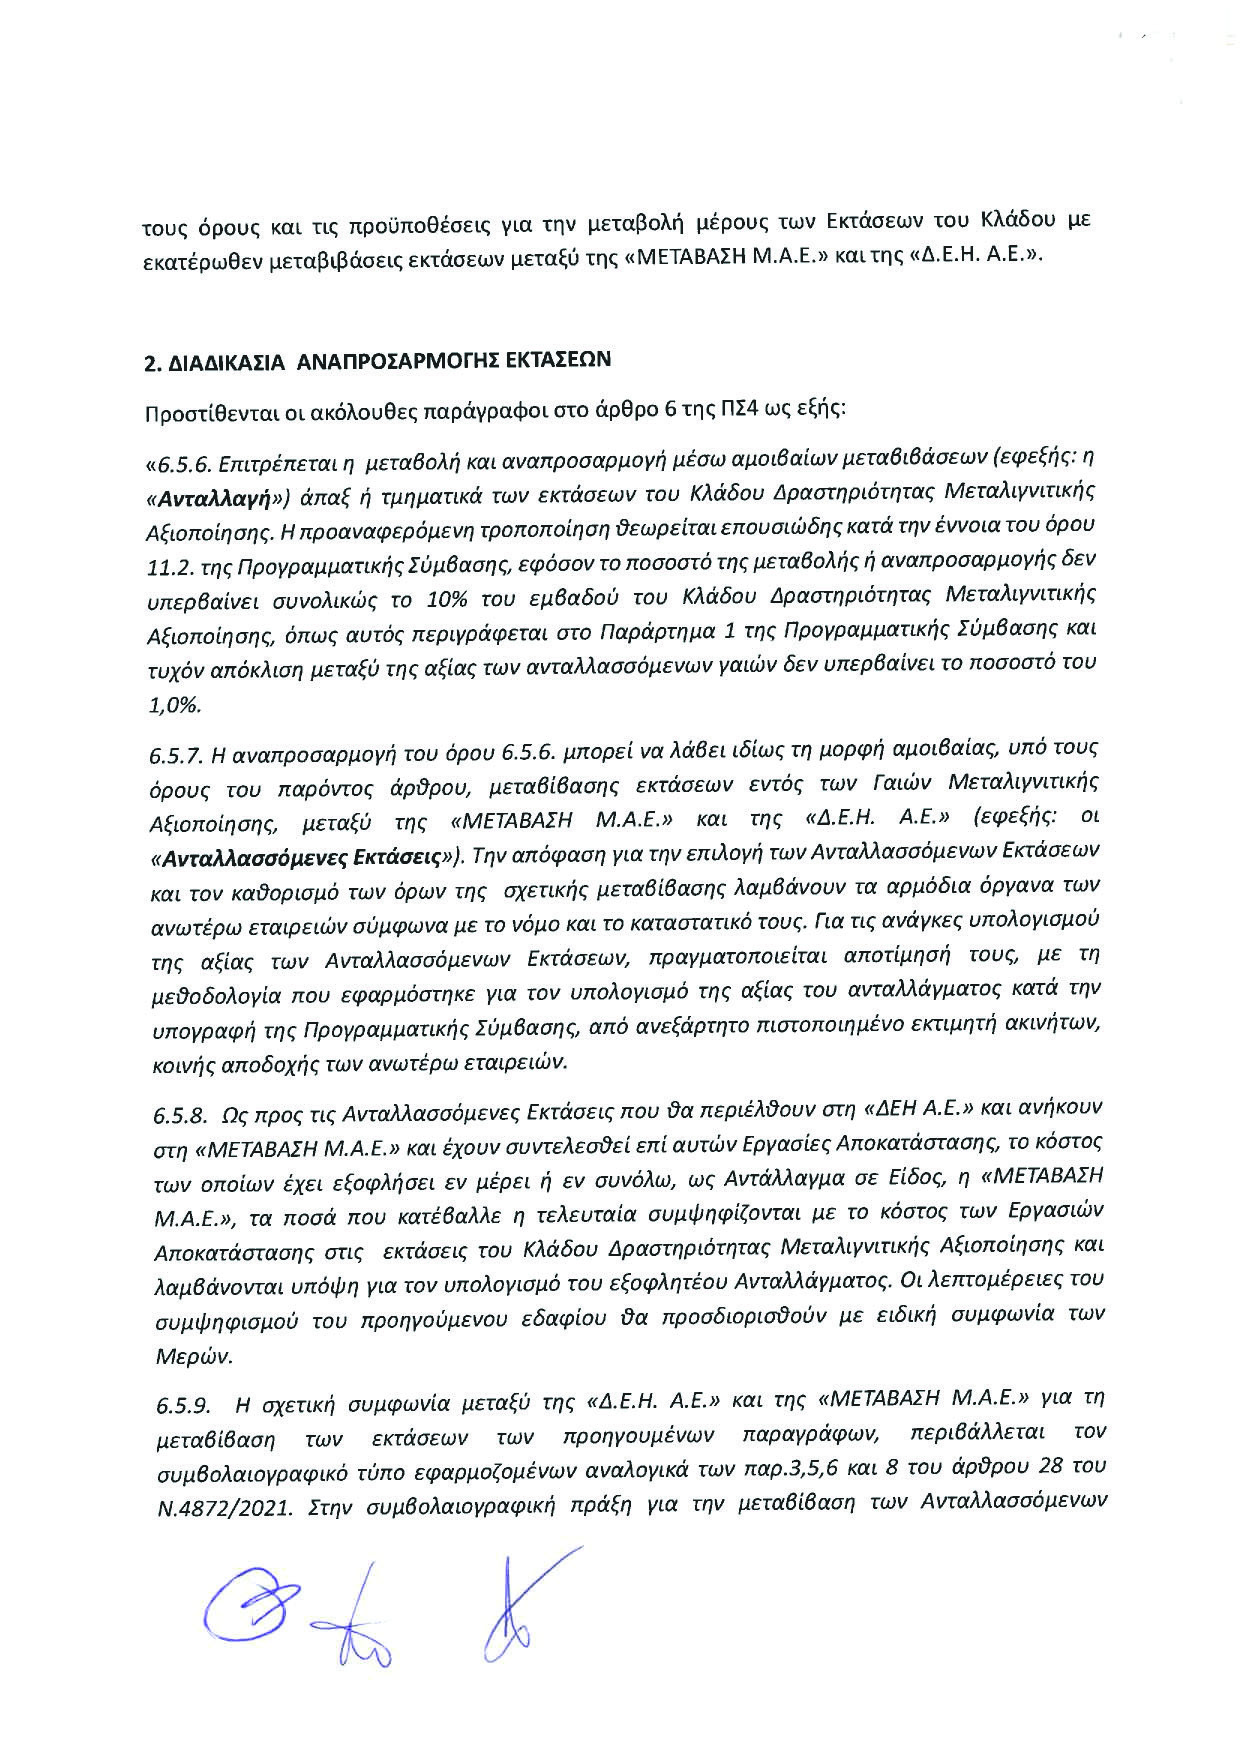 τους όρους και τις προϋποθέσεις για την μεταβολή μέρους των Εκτάσεων του Κλάδου με
εκατέρωθεν μεταβιβάσεις εκτάσεων μεταξύ της «ΜΕΤΑΒΑΣΗ Μ.Α.Ε.» και της «Δ.Ε.Η. Α.Ε.».
2. ΔΙΑΔΙΚΑΣΙΑ ΑΝΑΠΡΟΣΑΡΜΟΓΗΣ ΕΚΤΑΣΕΩΝ
Προστίθενται οι ακόλουθες παράγραφοι στο άρθρο 6 της ΠΣ4 ως εξής:
«6.5.6. Επιτρέπεται η μεταβολή και αναπροσαρμογή μέσω αμοιβαίων μεταβιβάσεων (εφεξής: η
«Ανταλλαγή») άπαξ ή τμηματικά των εκτάσεων του Κλάδου Δραστηριότητας Μεταλιγνιτικής
Αξιοποίησης. Η προαναφερόμενη τροποποίηση θεωρείται επουσιώδης κατά την έννοια του όρου
11.2. της Προγραμματικής Σύμβασης, εφόσον το ποσοστό της μεταβολής ή αναπροσαρμογής δεν
υπερβαίνει συνολικώς το 10% του εμβαδού του Κλάδου Δραστηριότητας Μεταλιγνιτικής
Αξιοποίησης, όπως αυτός περιγράφεται στο Παράρτημα 1 της Προγραμματικής Σύμβασης και
τυχόν απόκλιση μεταξύ της αξίας των ανταλλασσόμενων γαιών δεν υπερβαίνει το ποσοστό του
1,0%.
6.5.7. Η αναπροσαρμογή του όρου 6.5.6. μπορεί να λάβει ιδίως τη μορφή αμοιβαίας, υπό τους
όρους του παρόντος άρθρου, μεταβίβασης εκτάσεων εντός των Γαιών Μεταλιγνιτικής
Αξιοποίησης, μεταξύ της «ΜΕΤΑΒΑΣΗ Μ.Α.Ε.» και της «Δ.Ε.Η. Α.Ε.» (εφεξής: οι
«Ανταλλασσόμενες Εκτάσεις»). Την απόφαση για την επιλογή των Ανταλλασσόμενων Εκτάσεων
και τον καθορισμό των όρων της σχετικής μεταβίβασης λαμβάνουν τα αρμόδια όργανα των
ανωτέρω εταιρειών σύμφωνα με το νόμο και το καταστατικό τους. Για τις ανάγκες υπολογισμού
της αξίας των Ανταλλασσόμενων Εκτάσεων, πραγματοποιείται αποτίμησή τους, με τη
μεθοδολογία που εφαρμόστηκε για τον υπολογισμό της αξίας του ανταλλάγματος κατά την
υπογραφή της Προγραμματικής Σύμβασης, από ανεξάρτητο πιστοποιημένο εκτιμητή ακινήτων,
κοινής αποδοχής των ανωτέρω εταιρειών.
6.5.8. Ως προς τις Ανταλλασσόμενες Εκτάσεις που θα περιέλθουν στη «ΔΕΗ Α.Ε.» και ανήκουν
στη «ΜΕΤΑΒΑΣΗ Μ.Α.Ε.» και έχουν συντελεσθεί επί αυτών Εργασίες Αποκατάστασης, το κόστος
των οποίων έχει εξοφλήσει εν μέρει ή εν συνόλω, ως Αντάλλαγμα σε Είδος, η «ΜΕΤΑΒΑΣΗ
Μ.Α.Ε.», τα ποσά που κατέβαλλε η τελευταία συμψηφίζονται με το κόστος των Εργασιών
Αποκατάστασης στις εκτάσεις του Κλάδου Δραστηριότητας Μεταλιγνιτικής Αξιοποίησης και
λαμβάνονται υπόψη για τον υπολογισμό του εξοφλητέου Ανταλλάγματος. Οι λεπτομέρειες του
συμψηφισμού του προηγούμενου εδαφίου θα προσδιορισθούν με ειδική συμφωνία των
Μερών.
6.5.9. Η σχετική συμφωνία μεταξύ της «Δ.Ε.Η. Α.Ε.» και της «ΜΕΤΑΒΑΣΗ Μ.Α.Ε.» για τη
μεταβίβαση των εκτάσεων των προηγουμένων παραγράφων, περιβάλλεται τον
συμβολαιογραφικό τύπο εφαρμοζομένων αναλογικά των παρ.3,5,6 και 8 του άρθρου 28 του
Ν.4872/2021. Στην συμβολαιογραφική πράξη για την μεταβίβαση των Ανταλλασσόμενων